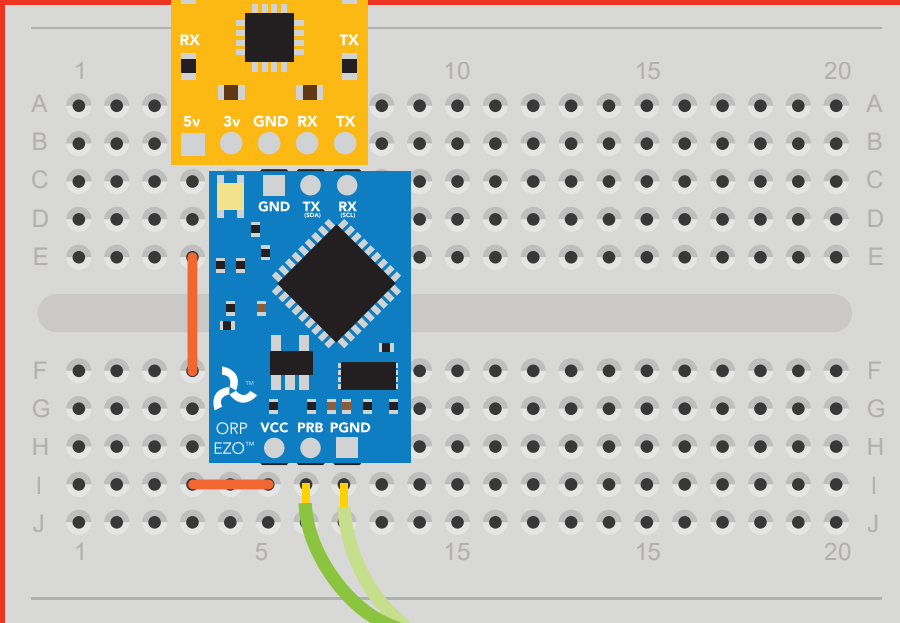 RX TX
1 10 15 20
A A
5v 3v GND RX TX
B B
C C
GND TX RX
(SDA) (SCL)
D D
E E
F F
™
G G
ORP VCC PRB PGND
EZO™
H H
I I
J J
1 5 15 15 20